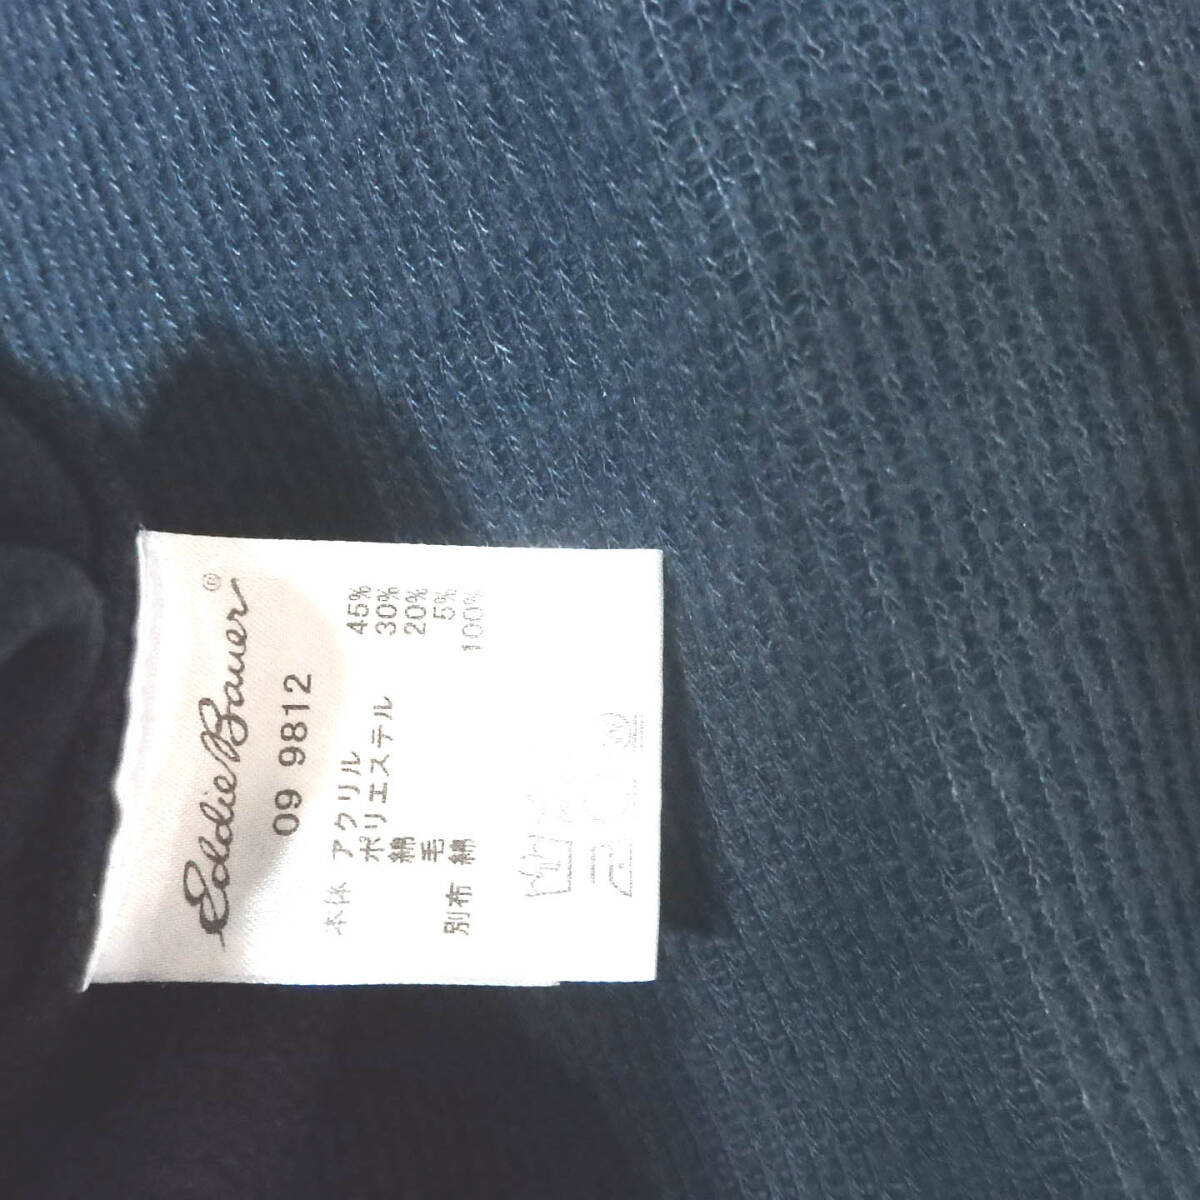 Eddie Bauer®
09 9812
本体 アクリル 45%
ポリエステル 30%
綿 20%
毛 5%
別布 綿 100%